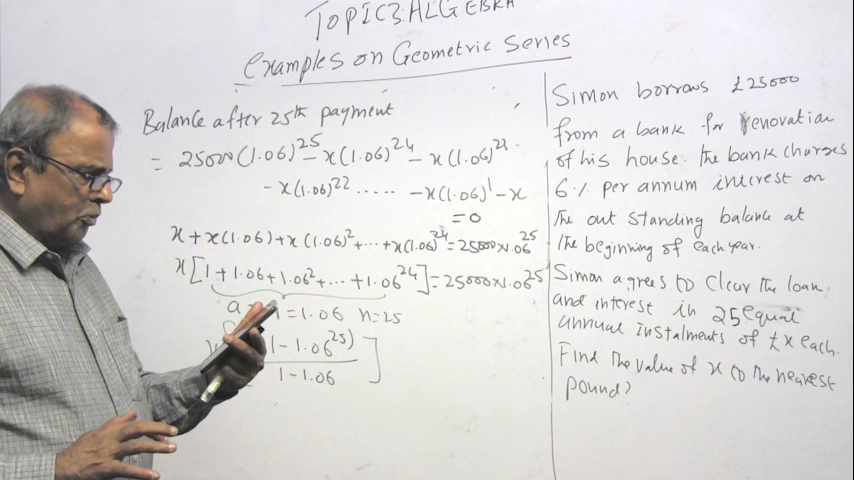 TOPIC3:ALGEBRA
Examples on Geometric Series
Balance after 25th payment
= 25000(1.06)^25 - x(1.06)^24 - x(1.06)^23
- x(1.06)^22 ..... - x(1.06)^1 - x
= 0
x + x(1.06) + x(1.06)^2 + ... + x(1.06)^24 = 25000x1.06^25
x[1 + 1.06 + 1.06^2 + ... + 1.06^24] = 25000x1.06^25
a = 1 = 1.06 n=25
(1 - 1.06^25)
1 - 1.06 ]
Simon borrows £25000
from a bank for renovation
of his house. The bank charges
6% per annum interest on
the out standing balance at
the beginning of each year.
Simon agrees to clear the loan
and interest in 25 equal
annual instalments of £x each.
Find the value of x to the nearest
pound?